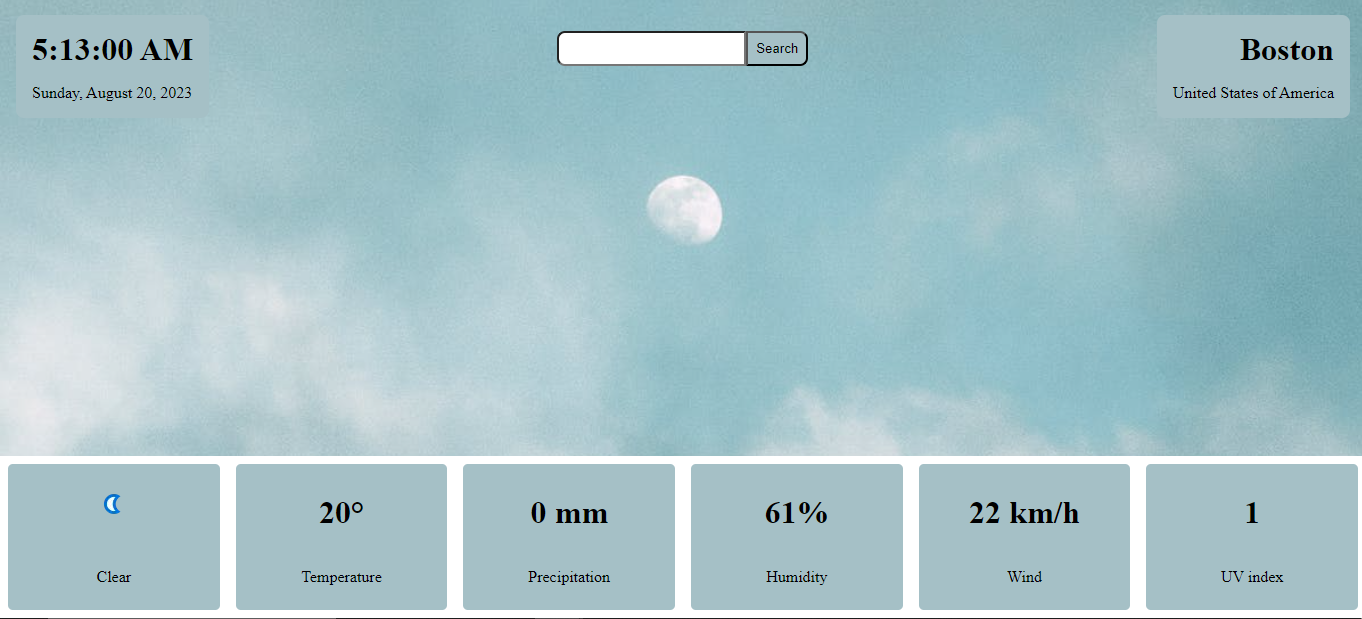 5:13:00 AM
Sunday, August 20, 2023
Search
Boston
United States of America
Clear
20°
Temperature
0 mm
Precipitation
61%
Humidity
22 km/h
Wind
1
UV index